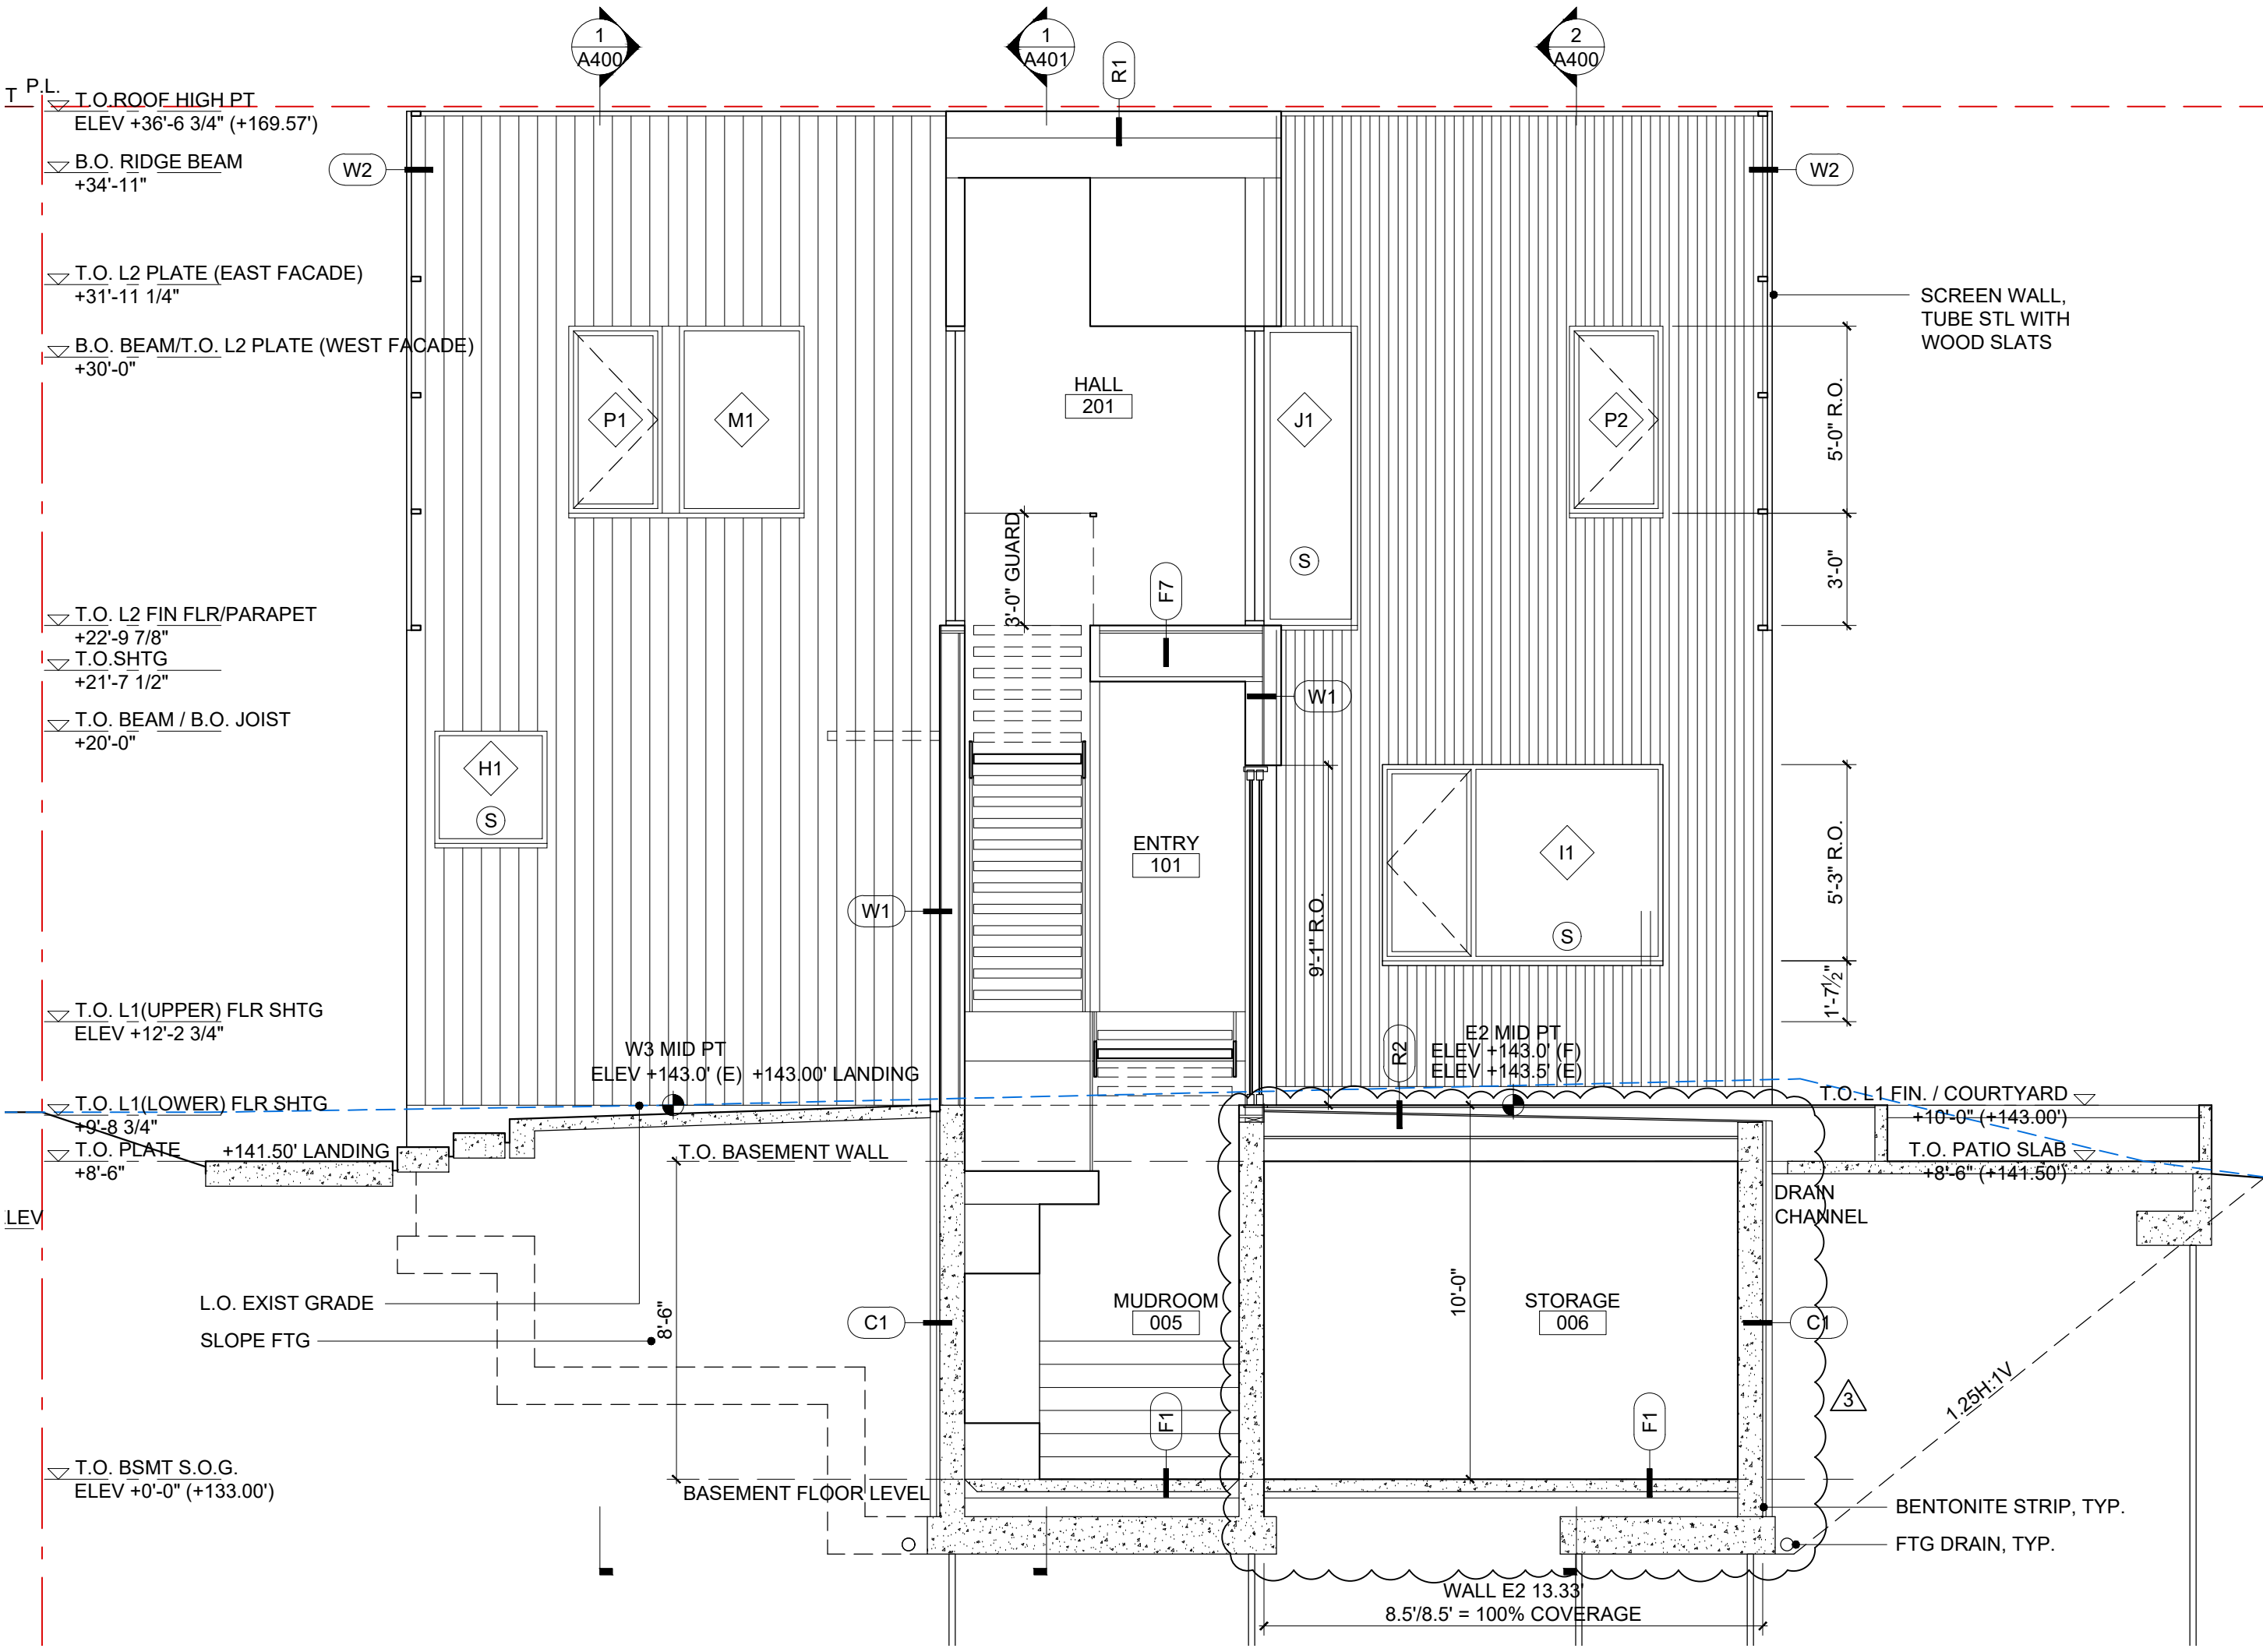 1
A400
1
A401
2
A400
R1
T
P.L.
T.O.ROOF HIGH PT
ELEV +36'-6 3/4" (+169.57')
B.O. RIDGE BEAM
+34'-11"
W2
W2
T.O. L2 PLATE (EAST FACADE)
+31'-11 1/4"
SCREEN WALL,
TUBE STL WITH
WOOD SLATS
B.O. BEAM/T.O. L2 PLATE (WEST FACADE)
+30'-0"
HALL
201
P1
M1
J1
P2
5'-0" R.O.
S
3'-0" GUARD
3'-0"
F7
T.O. L2 FIN FLR/PARAPET
+22'-9 7/8"
T.O.SHTG
+21'-7 1/2"
W1
T.O. BEAM / B.O. JOIST
+20'-0"
H1
S
ENTRY
101
I1
S
5'-3" R.O.
W1
9'-1" R.O.
1'-7½"
T.O. L1(UPPER) FLR SHTG
ELEV +12'-2 3/4"
W3 MID PT
ELEV +143.0' (E)
+143.00' LANDING
R2
E2 MID PT
ELEV +143.0' (F)
ELEV +143.5' (E)
T.O. L1(LOWER) FLR SHTG
+9'-8 3/4"
T.O. L1 FIN. / COURTYARD
+10'-0" (+143.00')
T.O. PLATE
+8'-6"
+141.50' LANDING
T.O. BASEMENT WALL
T.O. PATIO SLAB
+8'-6" (+141.50')
DRAIN
CHANNEL
LEV
L.O. EXIST GRADE
SLOPE FTG
8'-6"
C1
MUDROOM
005
10'-0"
STORAGE
006
C1
3
1.25H:1V
F1
F1
T.O. BSMT S.O.G.
ELEV +0'-0" (+133.00')
BASEMENT FLOOR LEVEL
BENTONITE STRIP, TYP.
FTG DRAIN, TYP.
WALL E2 13.33'
8.5'/8.5' = 100% COVERAGE